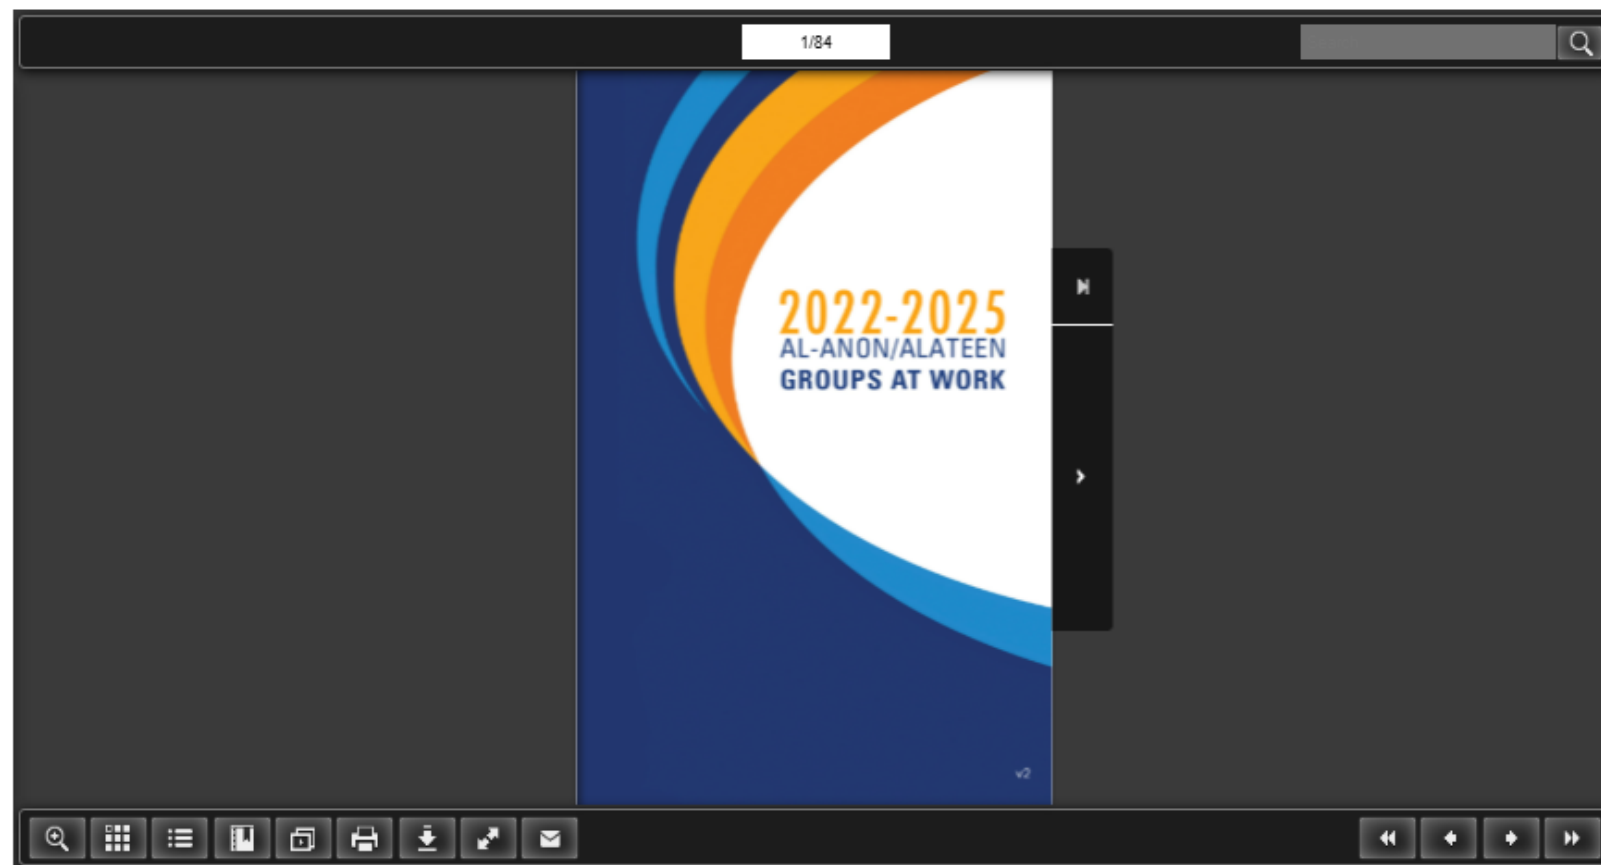 1/84
2022-2025
AL-ANON/ALATEEN
GROUPS AT WORK
v2